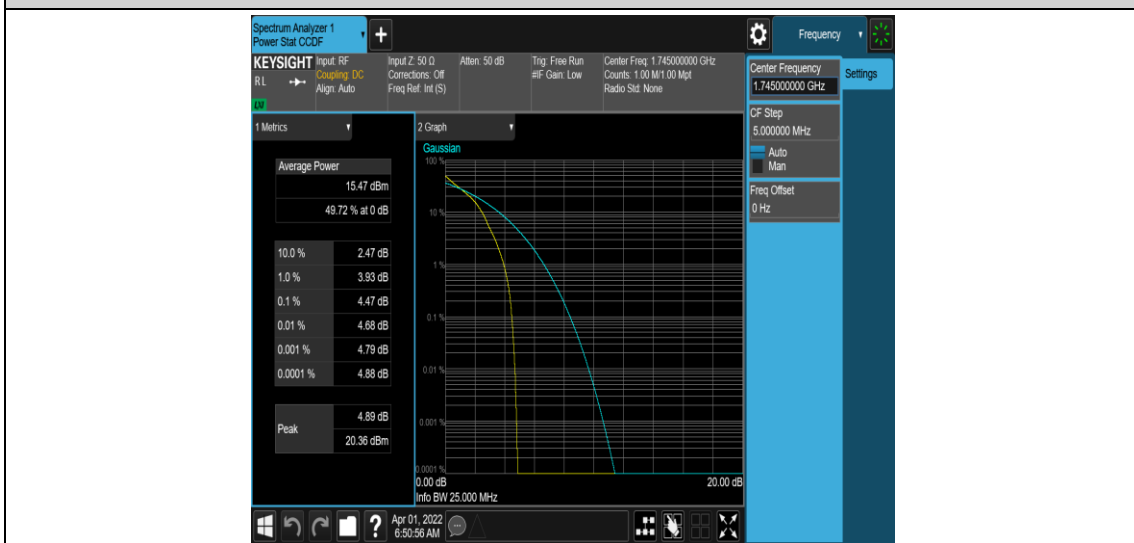 Spectrum Analyzer 1
Power Stat CCDF
+
Frequency
KEYSIGHT
RL
LXI
Input: RF
Coupling: DC
Align: Auto
Input Z: 50 Ω
Corrections: Off
Freq Ref: Int (S)
Atten: 50 dB
Trig: Free Run
#IF Gain: Low
Center Freq: 1.745000000 GHz
Counts: 1.00 M/1.00 Mpt
Radio Std: None
Center Frequency
1.745000000 GHz
Settings
CF Step
5.000000 MHz
Auto
Man
Freq Offset
0 Hz
1 Metrics
Average Power
15.47 dBm
49.72 % at 0 dB
10.0 % 2.47 dB
1.0 % 3.93 dB
0.1 % 4.47 dB
0.01 % 4.68 dB
0.001 % 4.79 dB
0.0001 % 4.88 dB
Peak
4.89 dB
20.36 dBm
2 Graph
Gaussian
100 %
10 %
1 %
0.1 %
0.01 %
0.001 %
0.0001 %
0.00 dB 20.00 dB
Info BW 25.000 MHz
?
Apr 01, 2022
6:50:56 AM